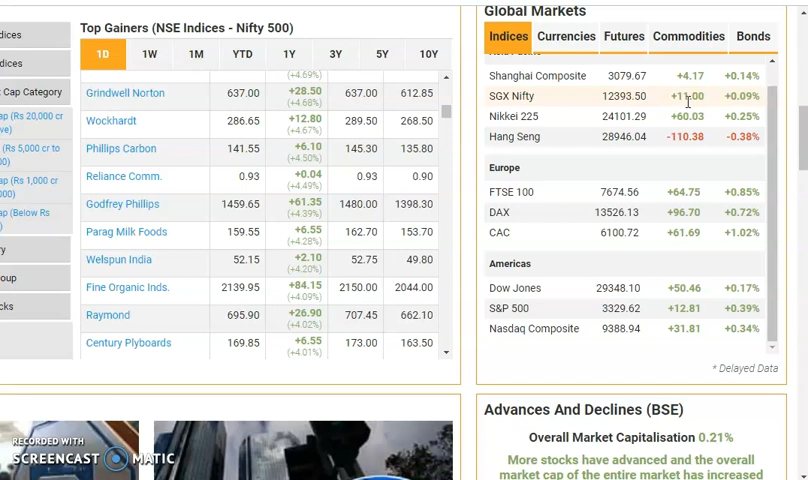 Global Markets
Top Gainers (NSE Indices - Nifty 500)
ndices
1D 1W 1M YTD 1Y 3Y 5Y 10Y
Indices Currencies Futures Commodities Bonds
ndices
(+4.69%)
Shanghai Composite 3079.67 +4.17 +0.14%
Cap Category
Grindwell Norton 637.00 +28.50 637.00 612.85
(+4.68%)
SGX Nifty 12393.50 +11.00 +0.09%
ap (Rs 20,000 cr
ve)
Wockhardt 286.65 +12.80 289.50 268.50
(+4.67%)
Nikkei 225 24101.29 +60.03 +0.25%
Hang Seng 28946.04 -110.38 -0.38%
(Rs 5,000 cr to
00)
Phillips Carbon 141.55 +6.10 145.30 135.80
(+4.50%)
Europe
ap (Rs 1,000 cr
000)
Reliance Comm. 0.93 +0.04 0.93 0.90
(+4.49%)
FTSE 100 7674.56 +64.75 +0.85%
ap (Below Rs
Godfrey Phillips 1459.65 +61.35 1480.00 1398.30
(+4.39%)
DAX 13526.13 +96.70 +0.72%
Parag Milk Foods 159.55 +6.55 162.70 153.70
(+4.28%)
CAC 6100.72 +61.69 +1.02%
ry
Welspun India 52.15 +2.10 52.75 49.80
(+4.20%)
Americas
oup
Fine Organic Inds. 2139.95 +84.15 2150.00 2044.00
(+4.09%)
Dow Jones 29348.10 +50.46 +0.17%
cks
Raymond 695.90 +26.90 707.45 662.10
(+4.02%)
S&P 500 3329.62 +12.81 +0.39%
Nasdaq Composite 9388.94 +31.81 +0.34%
Century Plyboards 169.85 +6.55 173.00 163.50
(+4.01%)
* Delayed Data
Advances And Declines (BSE)
Overall Market Capitalisation 0.21%
More stocks have advanced and the overall
market cap of the entire market has increased
RECORDED WITH
SCREENCAST MATIC